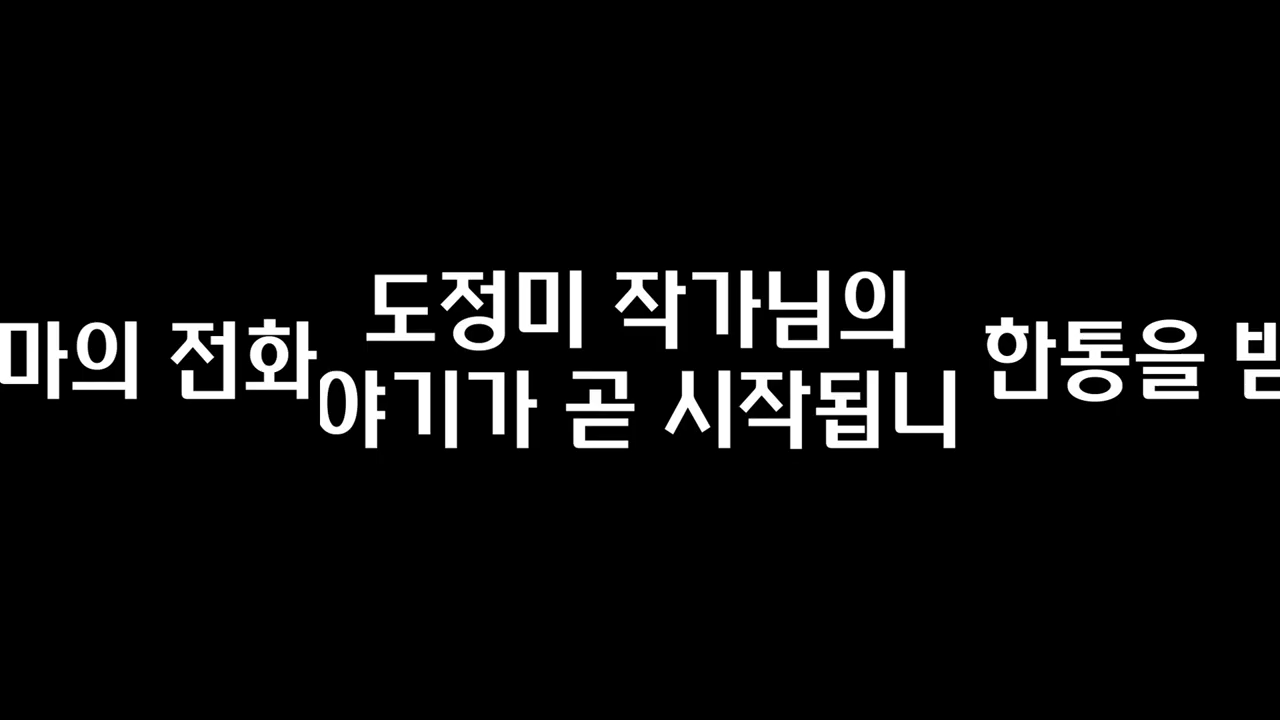 마의 전화
도정미 작가님의
야기가 곧 시작됩니
한통을